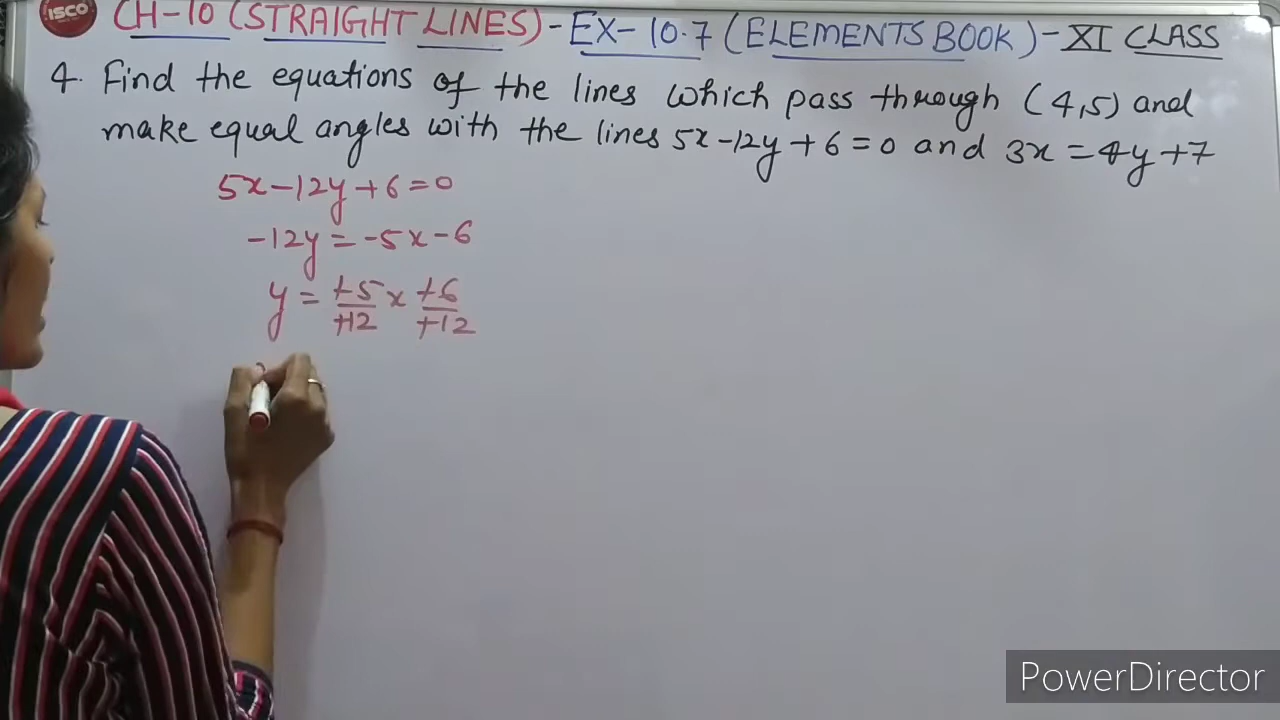 ISCO
CH-10 (STRAIGHT LINES) - EX-10.7 (ELEMENTS BOOK) - XI CLASS
4. Find the equations of the lines which pass through (4,5) and
make equal angles with the lines 5x-12y+6=0 and 3x=4y+7
5x-12y+6=0
-12y=-5x-6
y = +5/+12 x +6/+12
PowerDirector